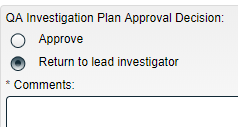 QA Investigation Plan Approval Decision:
Approve
Return to lead investigator
* Comments: